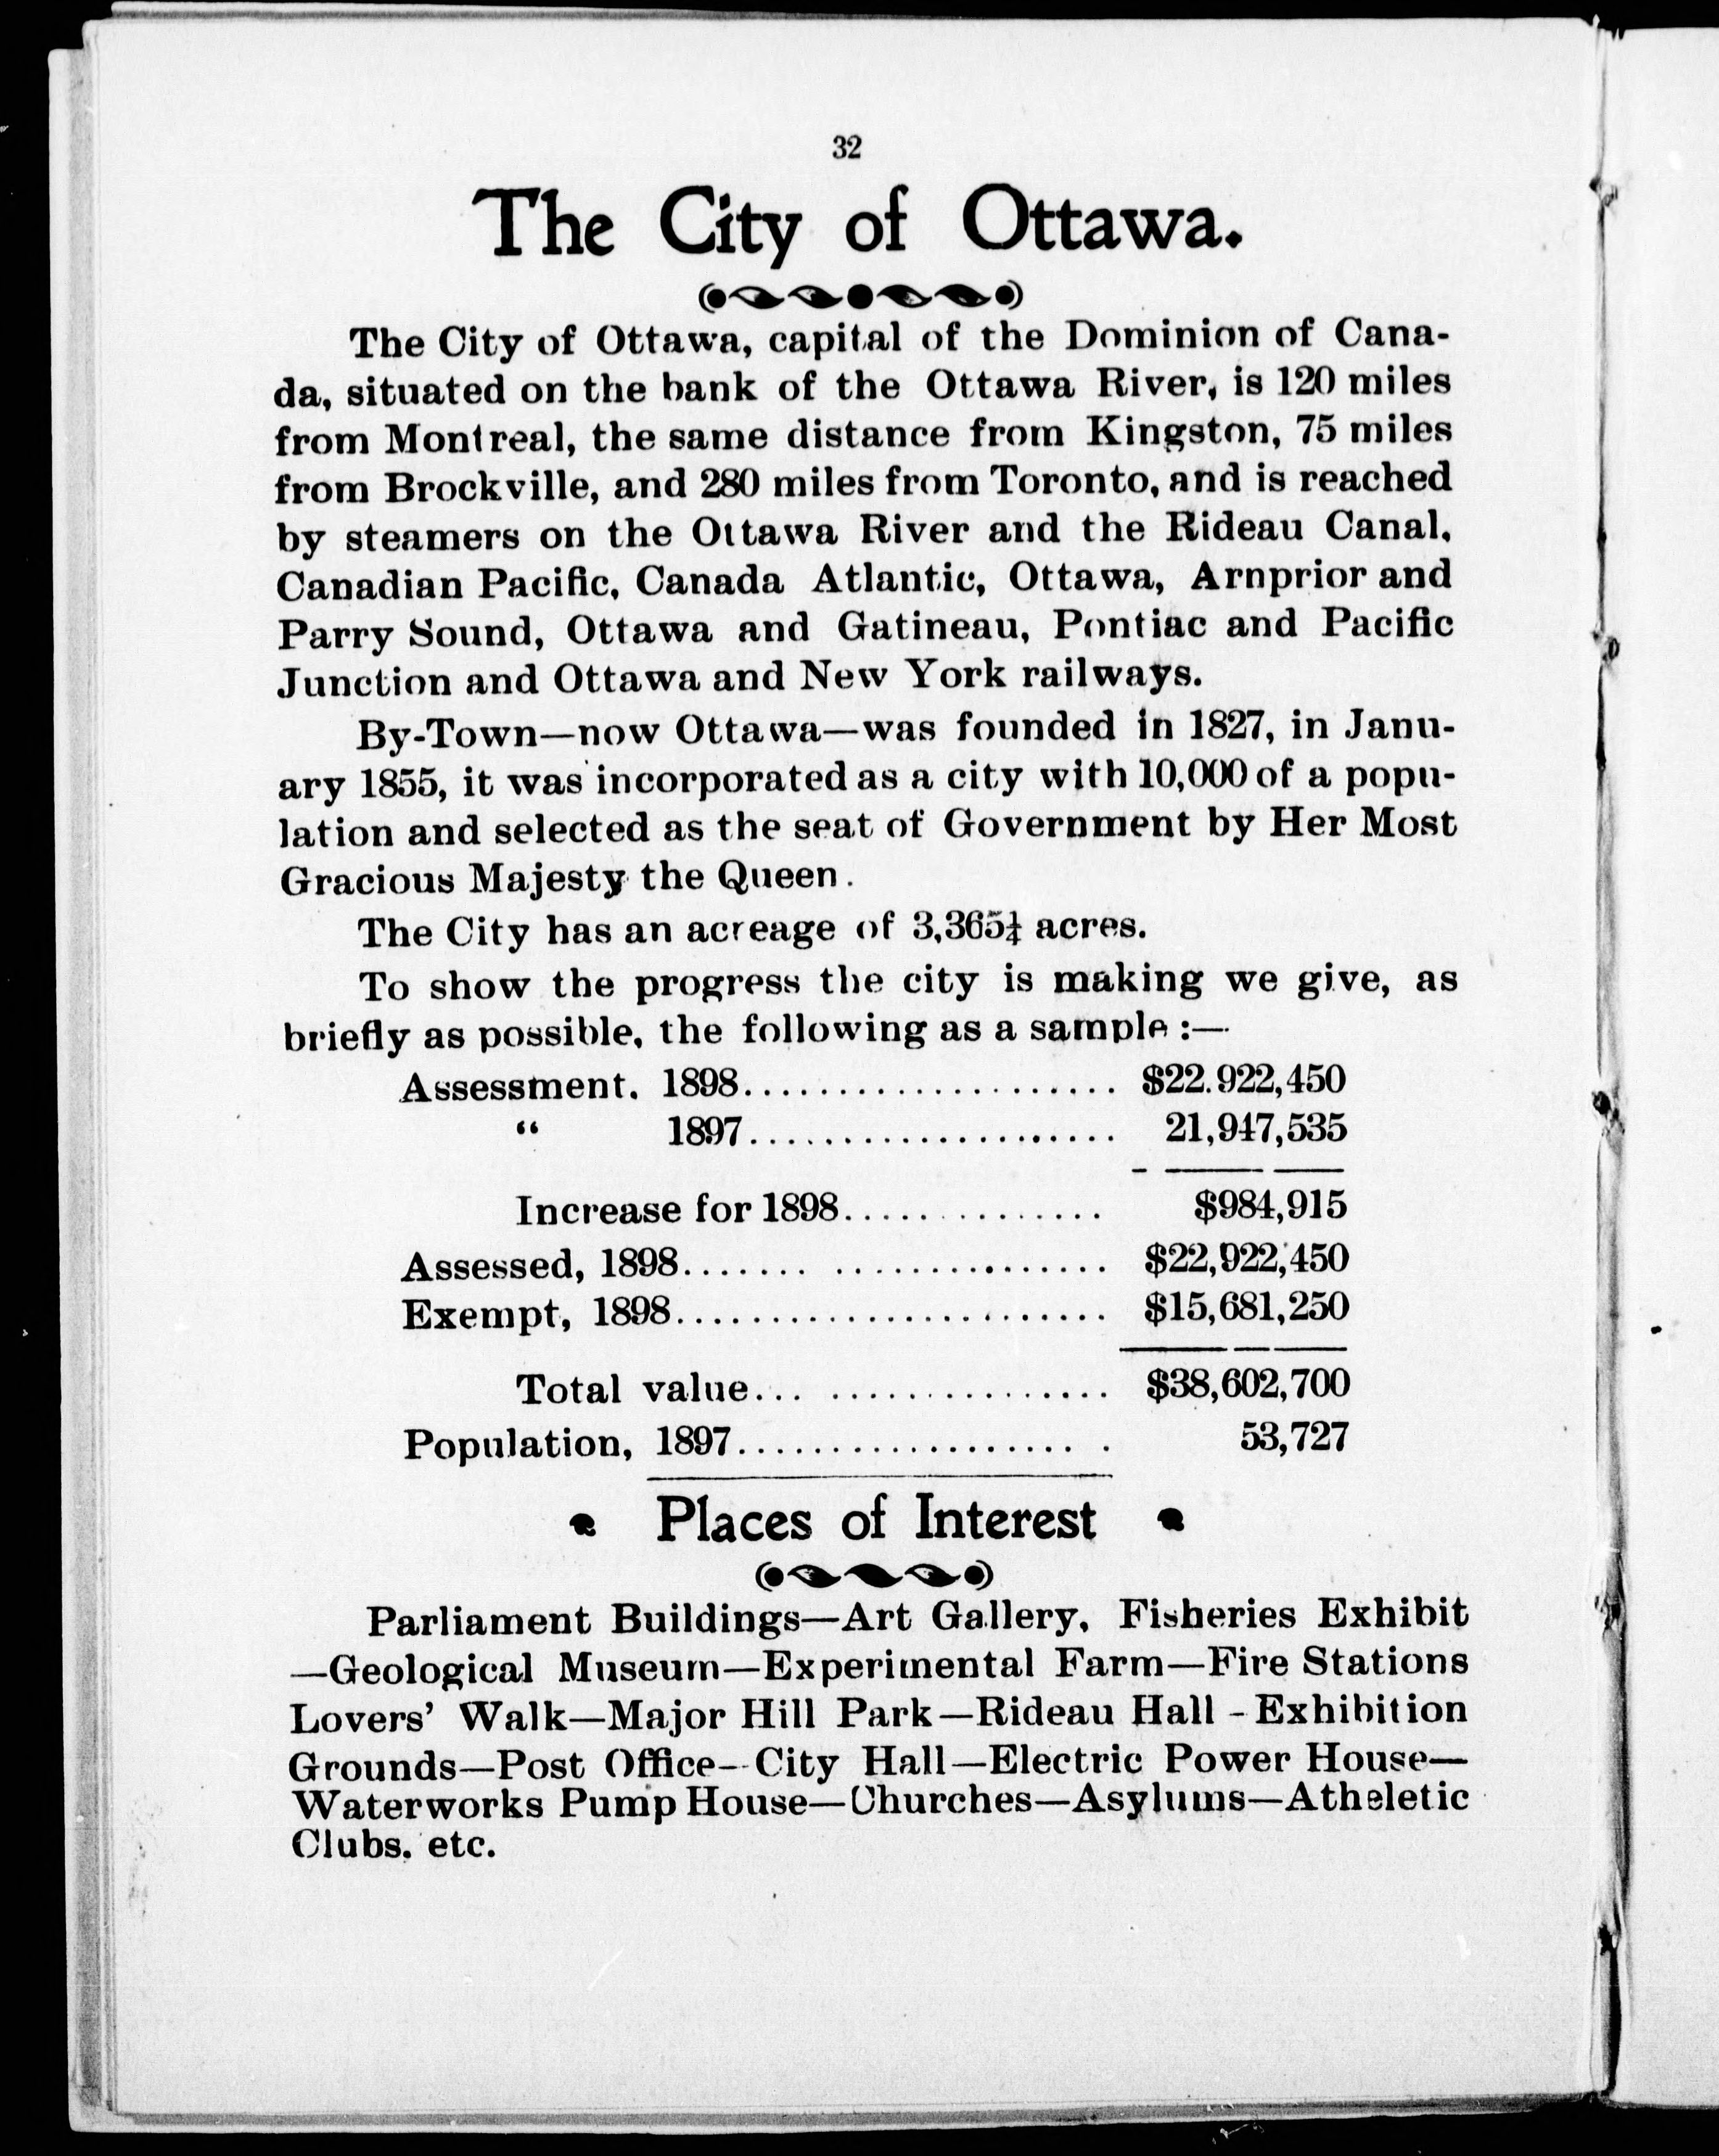 32
The City of Ottawa.
The City of Ottawa, capital of the Dominion of Cana-
da, situated on the bank of the Ottawa River, is 120 miles
from Montreal, the same distance from Kingston, 75 miles
from Brockville, and 280 miles from Toronto, and is reached
by steamers on the Ottawa River and the Rideau Canal,
Canadian Pacific, Canada Atlantic, Ottawa, Arnprior and
Parry Sound, Ottawa and Gatineau, Pontiac and Pacific
Junction and Ottawa and New York railways.
By-Town—now Ottawa—was founded in 1827, in Janu-
ary 1855, it was incorporated as a city with 10,000 of a popu-
lation and selected as the seat of Government by Her Most
Gracious Majesty the Queen.
The City has an acreage of 3,365¼ acres.
To show the progress the city is making we give, as
briefly as possible, the following as a sample :—
Assessment. 1898..................... $22.922,450
“ 1897..................... 21,947,535
Increase for 1898............... $984,915
Assessed, 1898....... ............... $22,922,450
Exempt, 1898........................ $15,681,250
Total value... ............... $38,602,700
Population, 1897.................. . 53,727
Places of Interest
Parliament Buildings—Art Gallery, Fisheries Exhibit
—Geological Museum—Experimental Farm—Fire Stations
Lovers’ Walk—Major Hill Park—Rideau Hall - Exhibition
Grounds—Post Office—City Hall—Electric Power House—
Waterworks Pump House—Churches—Asylums—Atheletic
Clubs. etc.